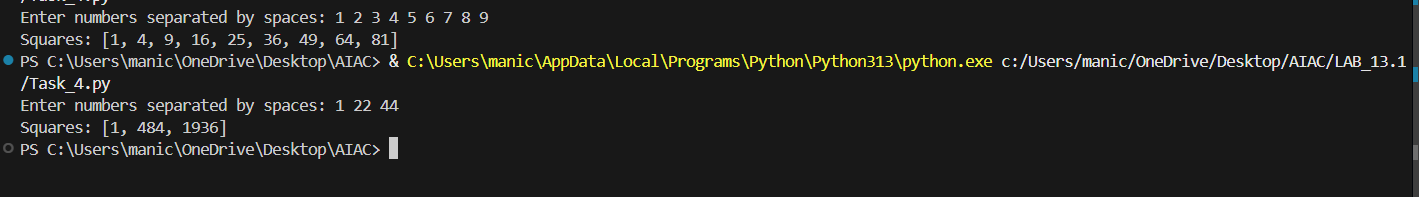 Enter numbers separated by spaces: 1 2 3 4 5 6 7 8 9
Squares: [1, 4, 9, 16, 25, 36, 49, 64, 81]
PS C:\Users\manic\OneDrive\Desktop\AIAC> & C:\Users\manic\AppData\Local\Programs\Python\Python313\python.exe c:/Users/manic/OneDrive/Desktop/AIAC/LAB_13.1
/Task_4.py
Enter numbers separated by spaces: 1 22 44
Squares: [1, 484, 1936]
PS C:\Users\manic\OneDrive\Desktop\AIAC>